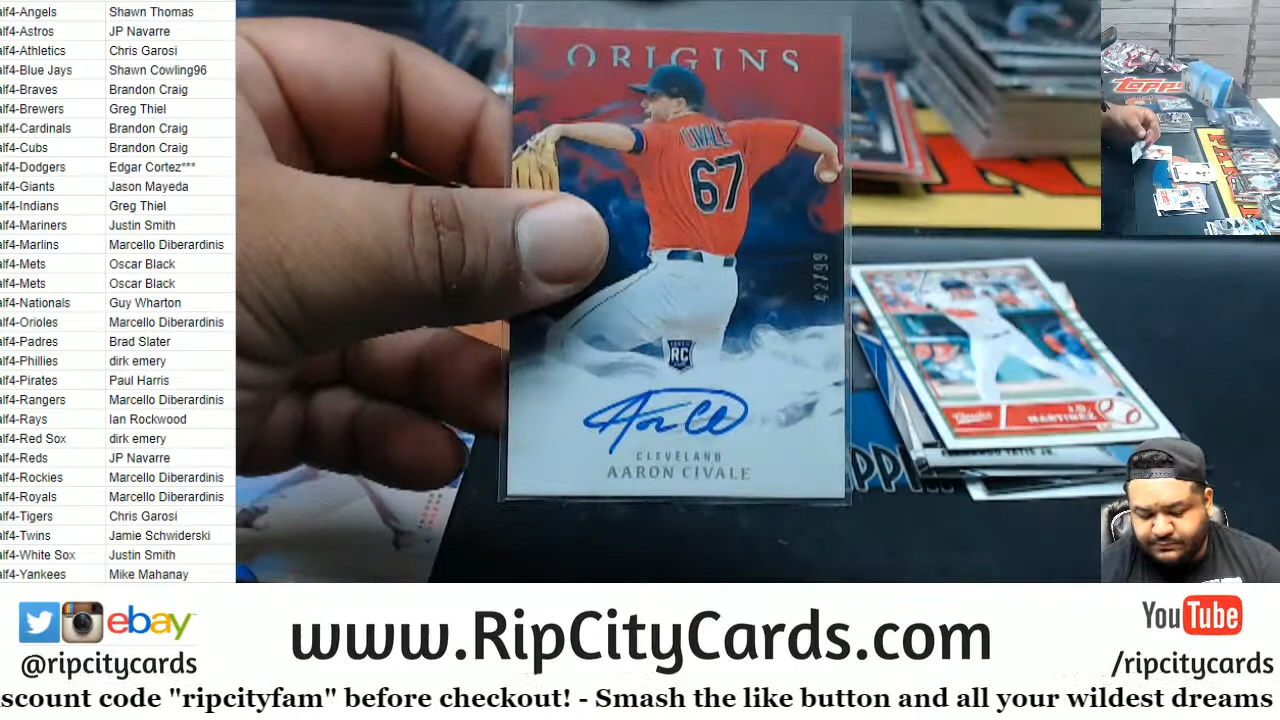 alf4-Angels Shawn Thomas
alf4-Astros JP Navarre
alf4-Athletics Chris Garosi
alf4-Blue Jays Shawn Cowling96
alf4-Braves Brandon Craig
alf4-Brewers Greg Thiel
alf4-Cardinals Brandon Craig
alf4-Cubs Brandon Craig
alf4-Dodgers Edgar Cortez***
alf4-Giants Jason Mayeda
alf4-Indians Greg Thiel
alf4-Mariners Justin Smith
alf4-Marlins Marcello Diberardinis
alf4-Mets Oscar Black
alf4-Mets Oscar Black
alf4-Nationals Guy Wharton
alf4-Orioles Marcello Diberardinis
alf4-Padres Brad Slater
alf4-Phillies dirk emery
alf4-Pirates Paul Harris
alf4-Rangers Marcello Diberardinis
alf4-Rays Ian Rockwood
alf4-Red Sox dirk emery
alf4-Reds JP Navarre
alf4-Rockies Marcello Diberardinis
alf4-Royals Marcello Diberardinis
alf4-Tigers Chris Garosi
alf4-Twins Jamie Schwiderski
alf4-White Sox Justin Smith
alf4-Yankees Mike Mahanay
ORIGINS
CIVALE
67
42/99
RC
CLEVELAND
AARON CIVALE
Classics
J.D.
MARTINEZ
TOPPS
ebay
@ripcitycards
www.RipCityCards.com
YouTube
/ripcitycards
scount code "ripcityfam" before checkout! - Smash the like button and all your wildest dreams